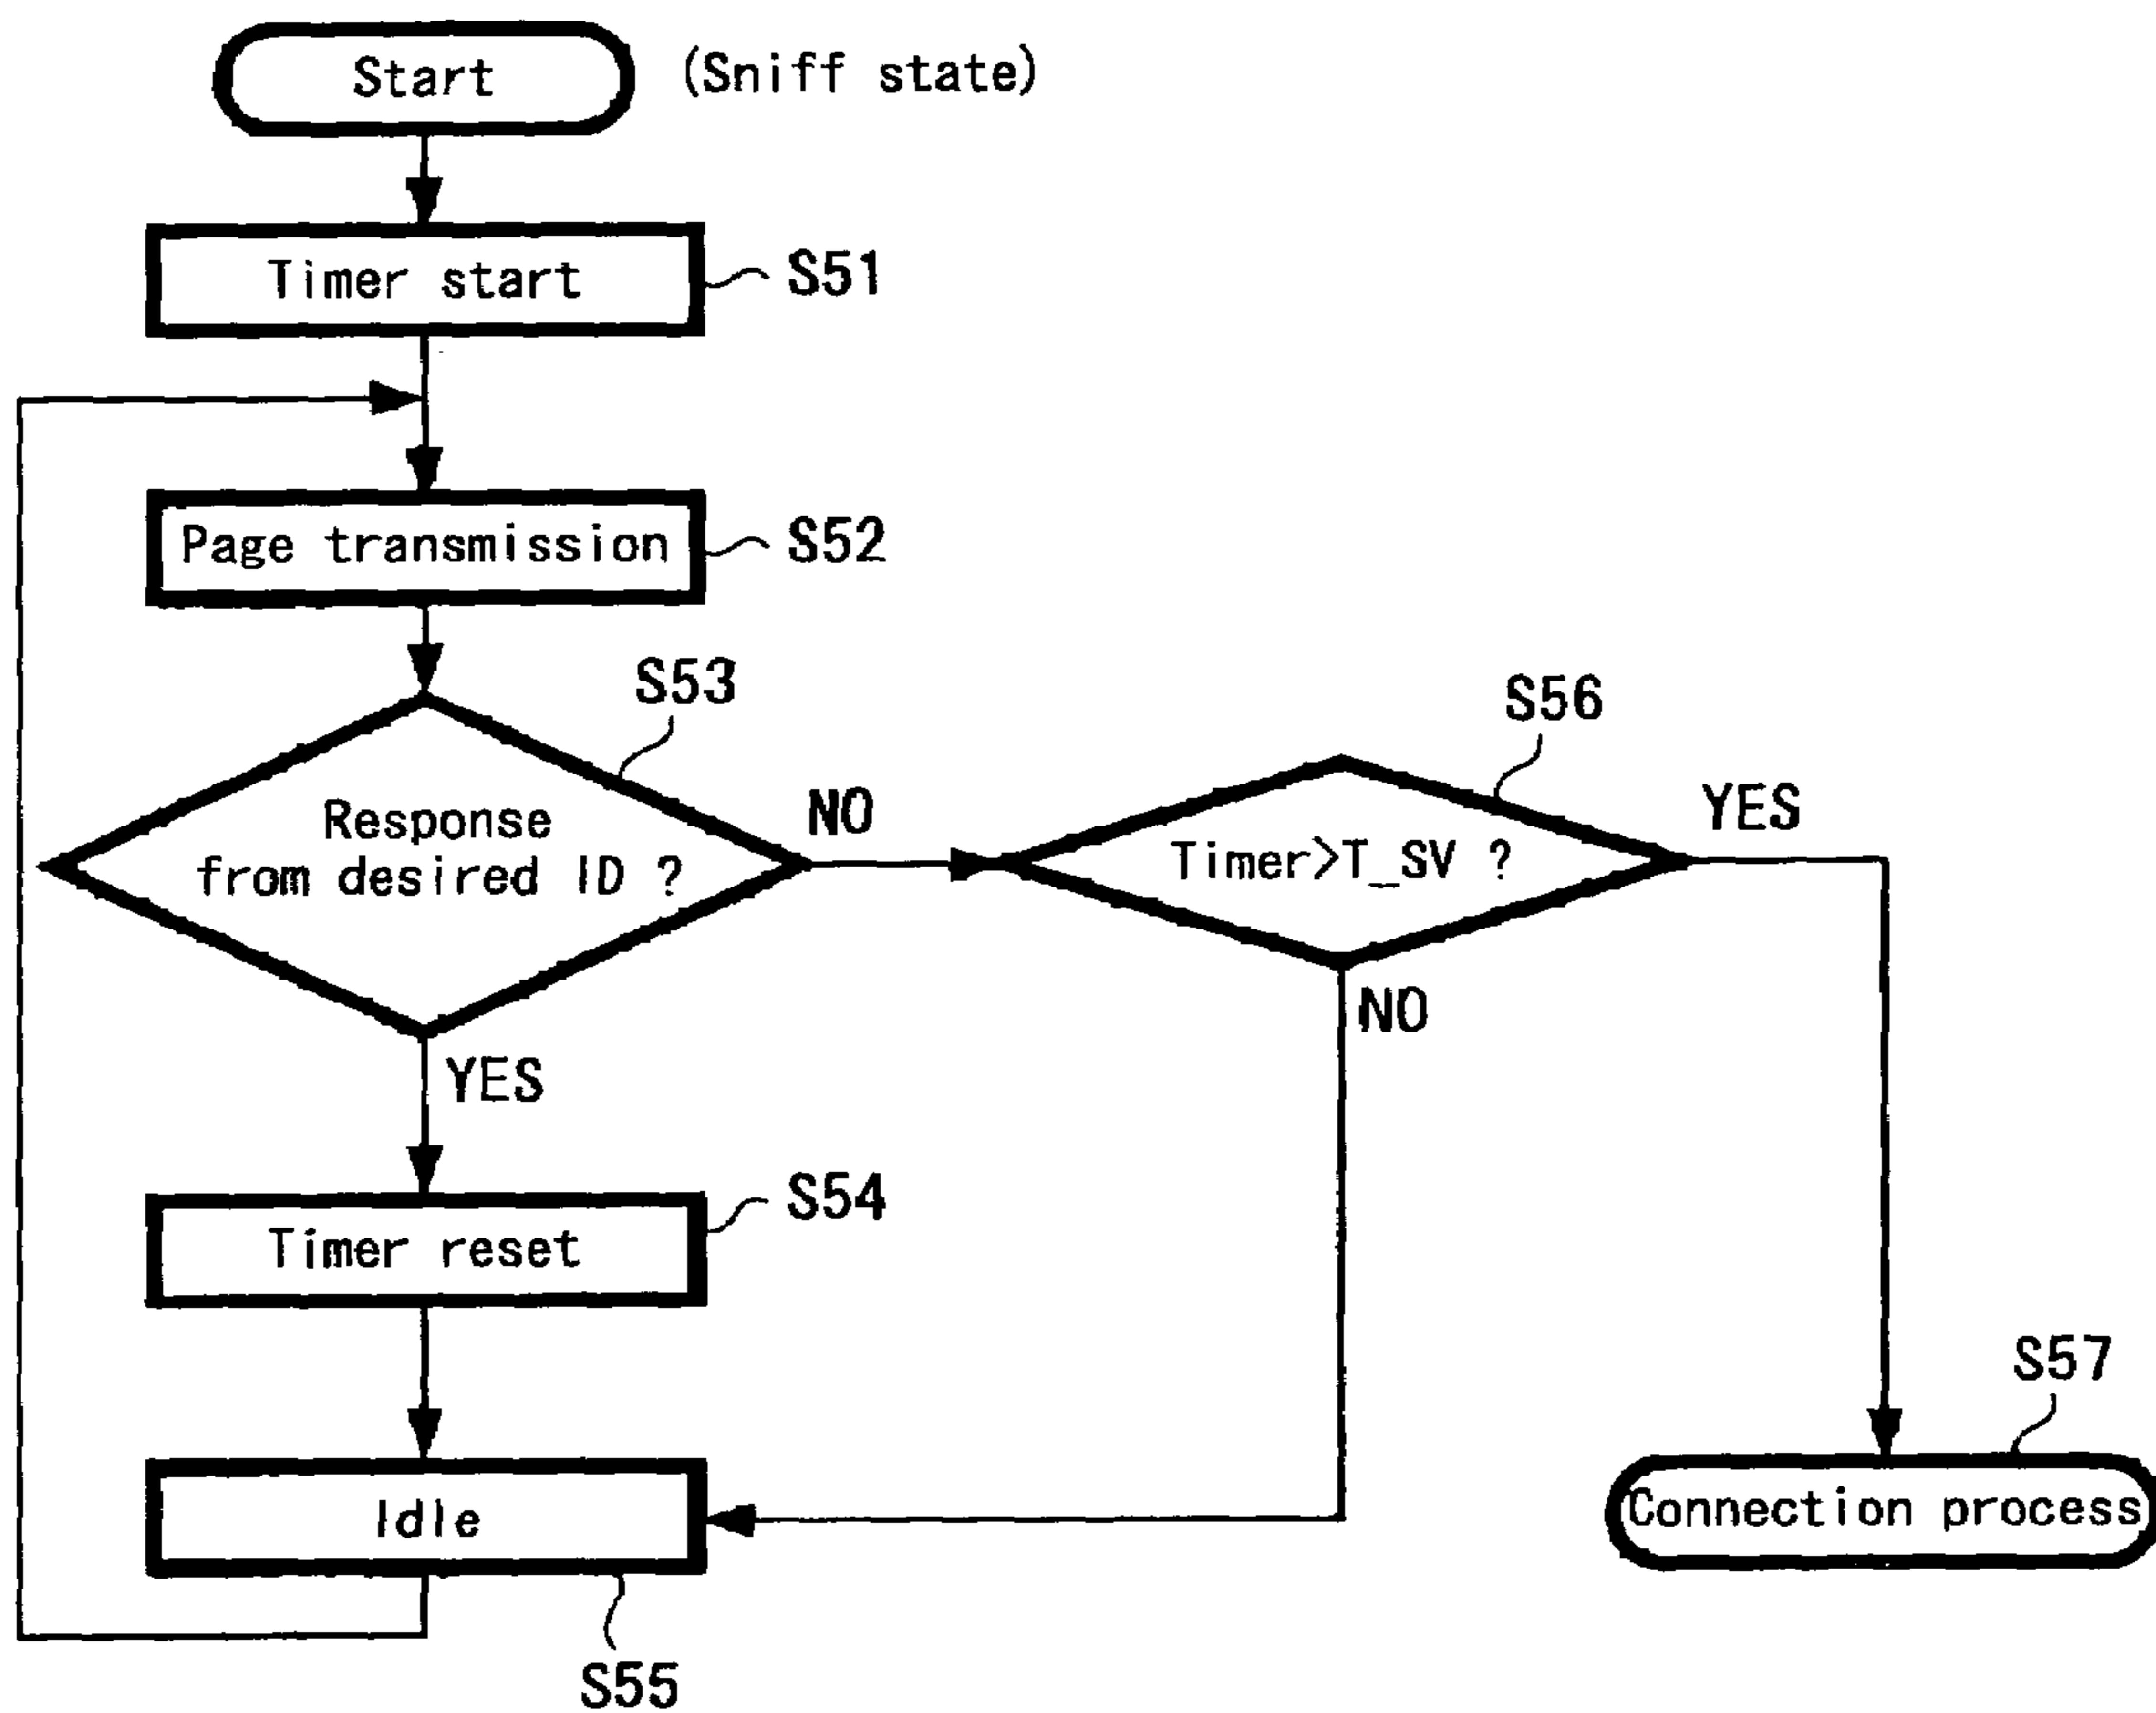 Start
(Sniff state)
Timer start
S51
Page transmission
S52
S53
Response
from desired ID ?
NO
S56
Timer>T_SV ?
YES
NO
YES
Timer reset
S54
Idle
S55
S57
Connection process